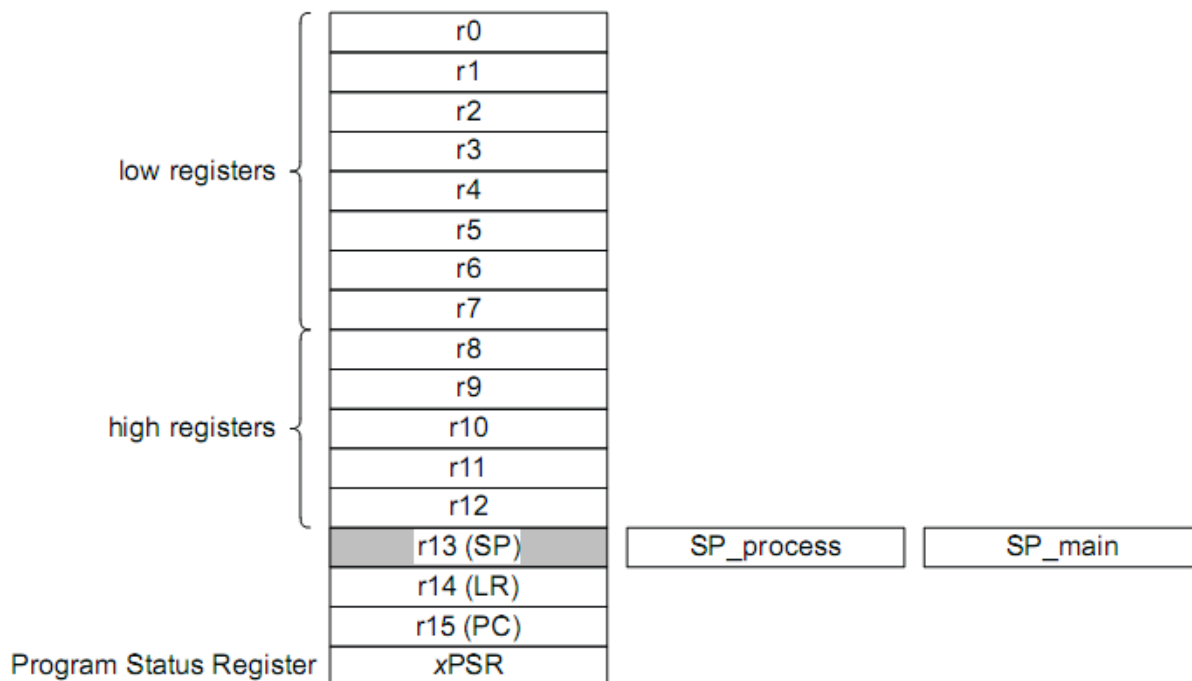 r0
r1
r2
r3
low registers
r4
r5
r6
r7
r8
r9
high registers
r10
r11
r12
r13 (SP)
SP_process
SP_main
r14 (LR)
r15 (PC)
Program Status Register
xPSR